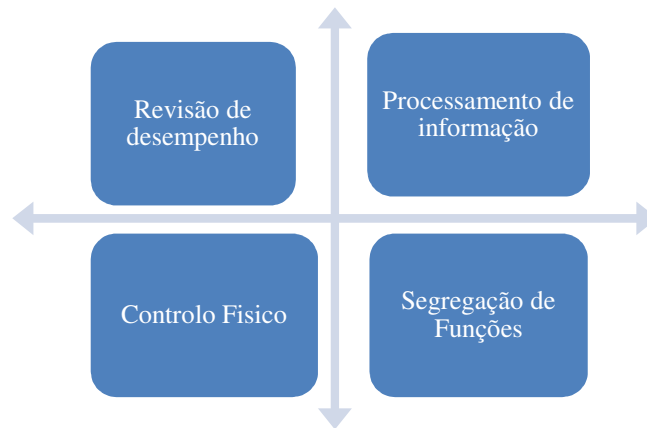 Revisão de
desempenho
Processamento de
informação
Controlo Fisico
Segregação de
Funções